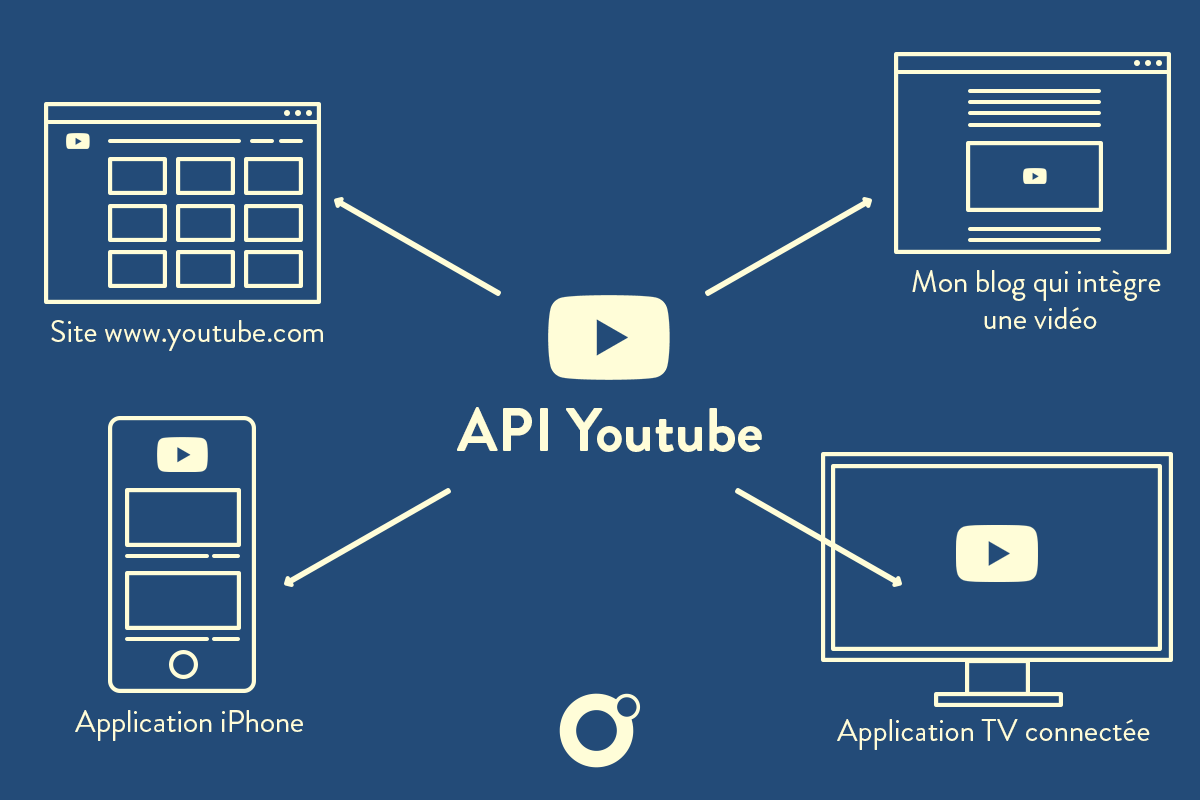 Site www.youtube.com
Mon blog qui intègre
une vidéo
API Youtube
Application iPhone
Application TV connectée